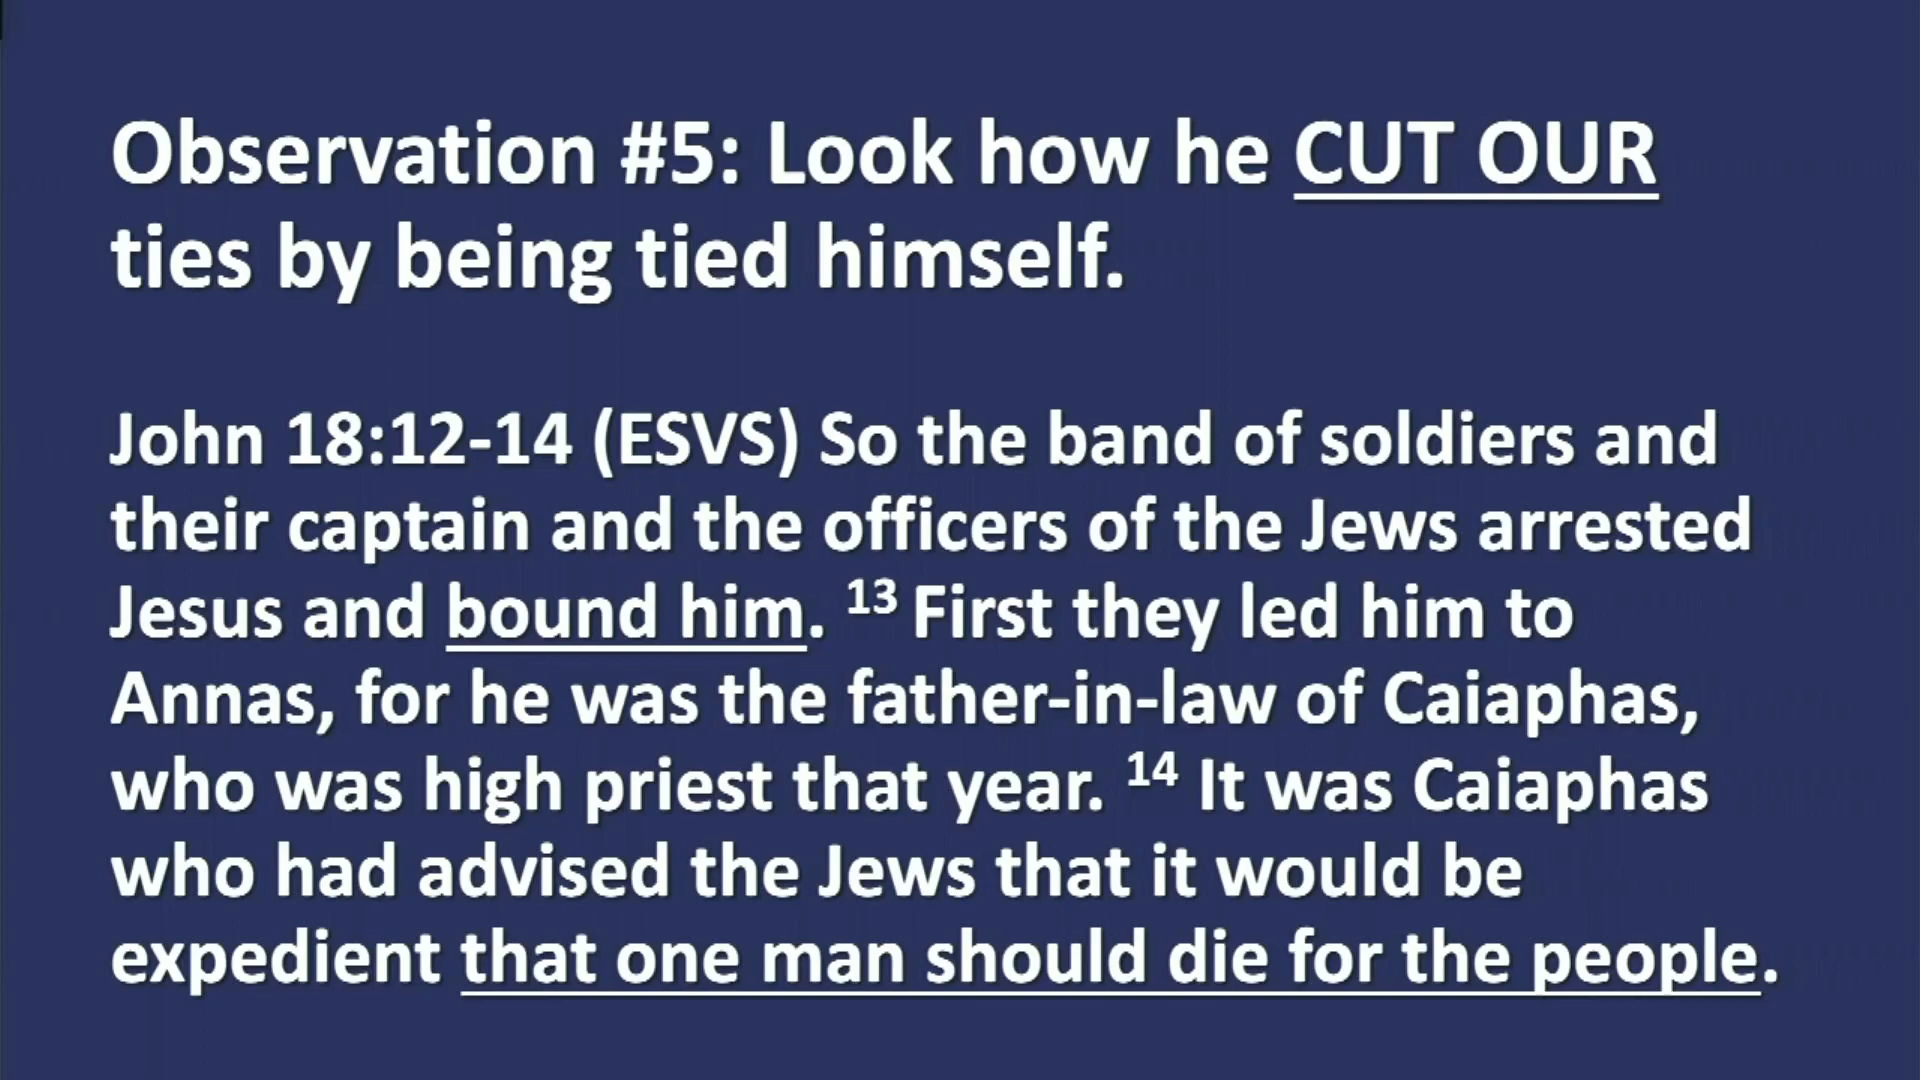 Observation #5: Look how he CUT OUR
ties by being tied himself.
John 18:12-14 (ESVS) So the band of soldiers and
their captain and the officers of the Jews arrested
Jesus and bound him. 13 First they led him to
Annas, for he was the father-in-law of Caiaphas,
who was high priest that year. 14 It was Caiaphas
who had advised the Jews that it would be
expedient that one man should die for the people.